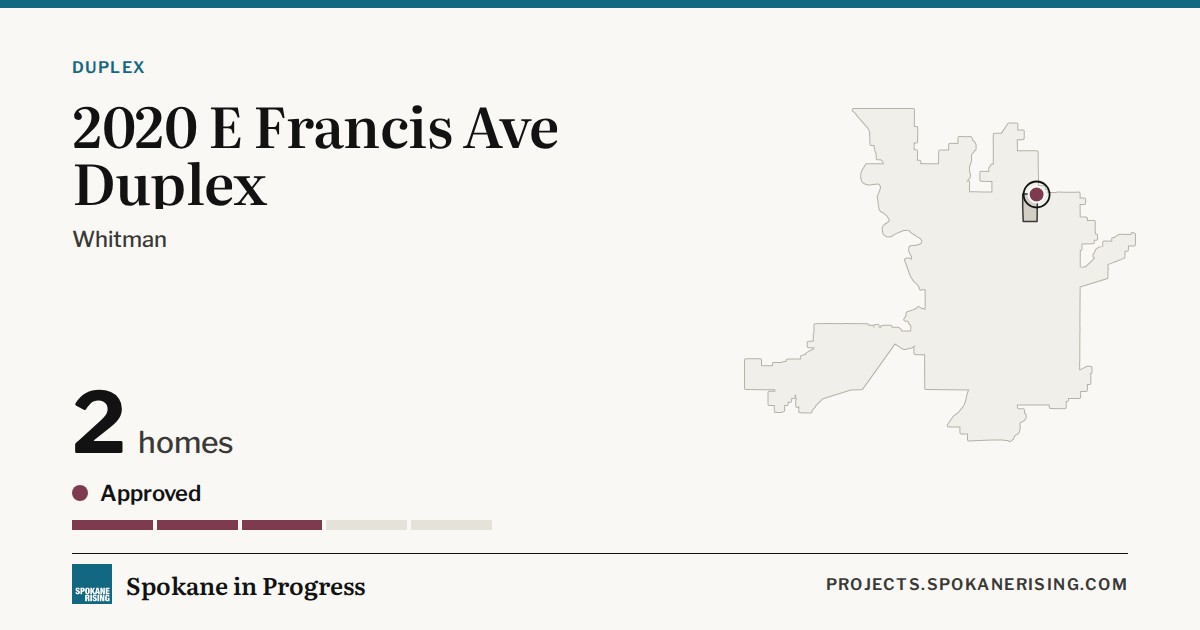 DUPLEX
2020 E Francis Ave
Duplex
Whitman
2 homes
Approved
SPOKANE
RISING
Spokane in Progress
PROJECTS.SPOKANERISING.COM